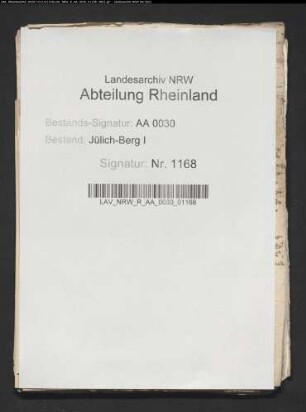 Landesarchiv NRW
Abteilung Rheinland
Bestands-Signatur: AA 0030
Bestand: Jülich-Berg I
Signatur: Nr. 1168
LAV_NRW_R_AA_0030_01168